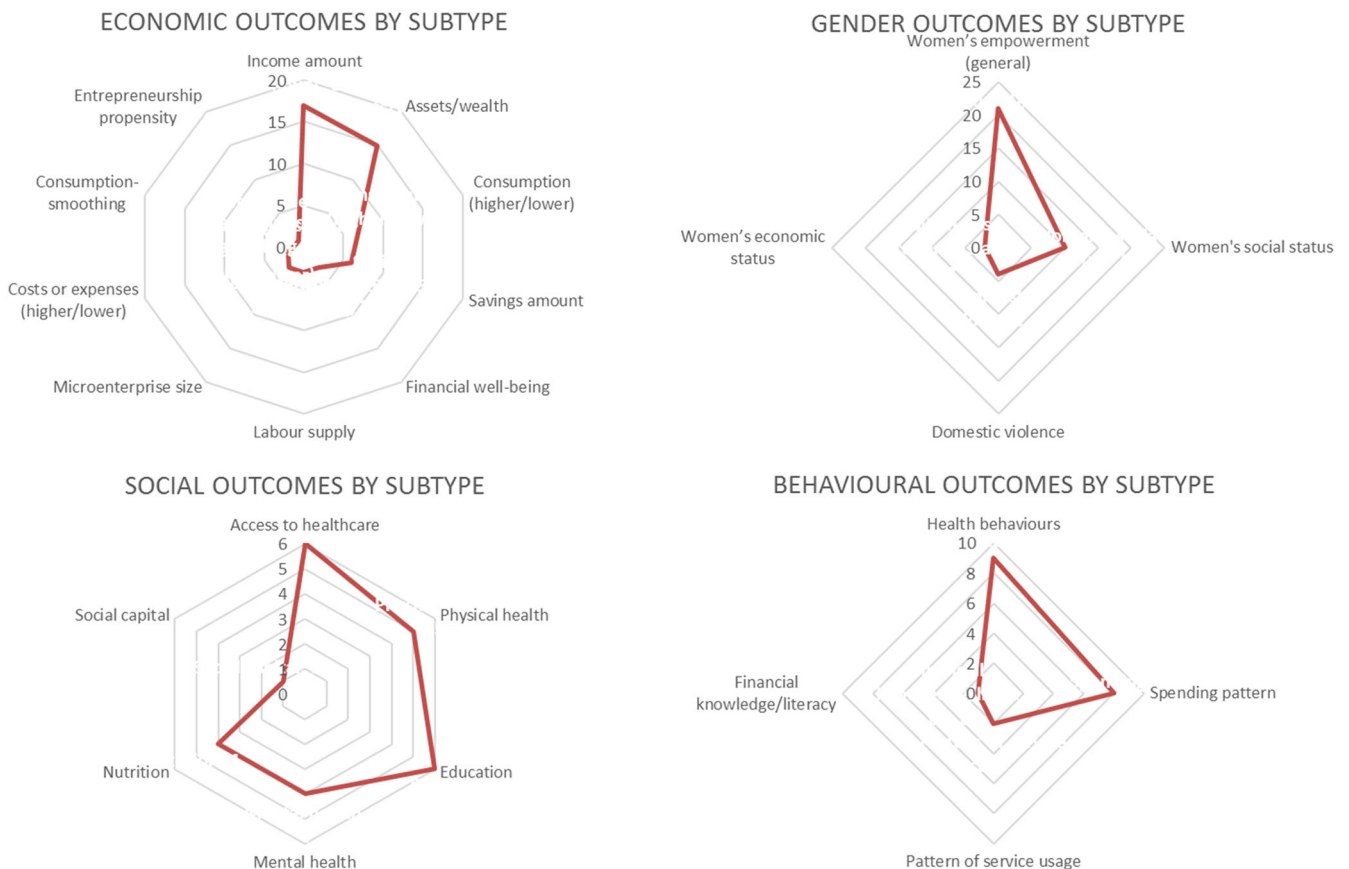 ECONOMIC OUTCOMES BY SUBTYPE
Income amount
20
15
10
5
0
Assets/wealth
Consumption
(higher/lower)
Savings amount
Financial well-being
Labour supply
Microenterprise size
Costs or expenses
(higher/lower)
Consumption-
smoothing
Entrepreneurship
propensity
GENDER OUTCOMES BY SUBTYPE
Women’s empowerment
(general)
25
20
15
10
5
0
Women's social status
Domestic violence
Women’s economic
status
SOCIAL OUTCOMES BY SUBTYPE
Access to healthcare
6
5
4
3
2
1
0
Physical health
Education
Mental health
Nutrition
Social capital
BEHAVIOURAL OUTCOMES BY SUBTYPE
Health behaviours
10
8
6
4
2
0
Spending pattern
Pattern of service usage
Financial
knowledge/literacy